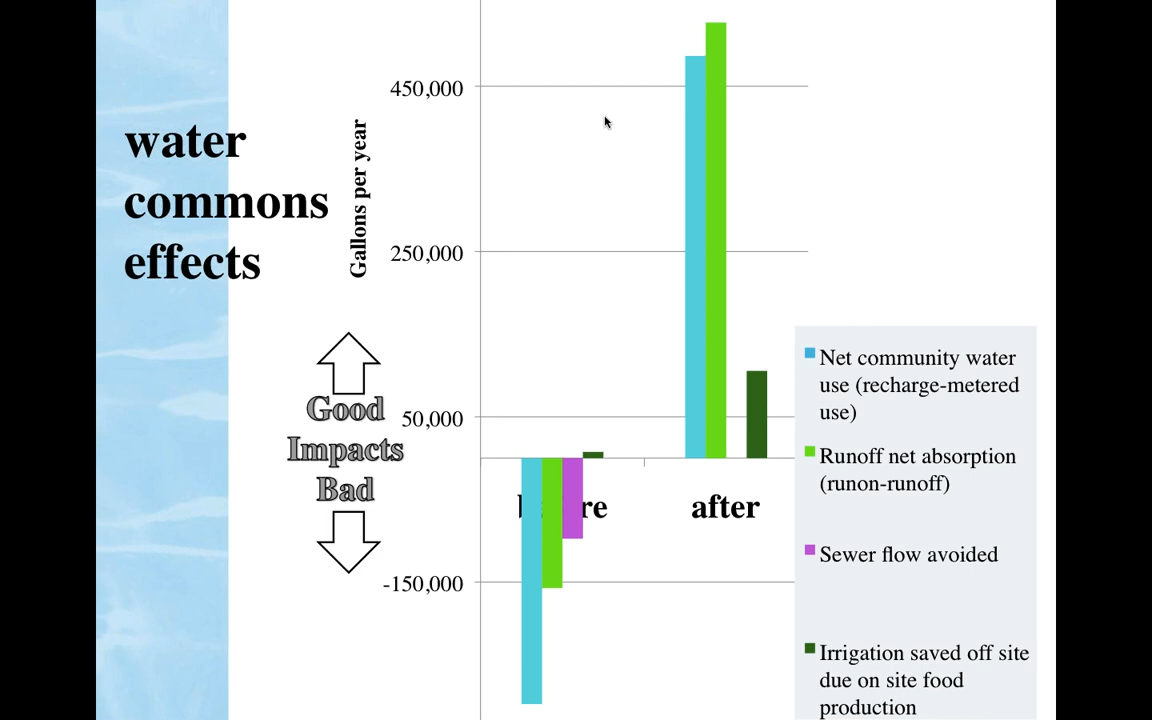 water
commons
effects
Gallons per year
450,000
250,000
50,000
-150,000
Good
Impacts
Bad
after
Net community water
use (recharge-metered
use)
Runoff net absorption
(runon-runoff)
Sewer flow avoided
Irrigation saved off site
due on site food
production